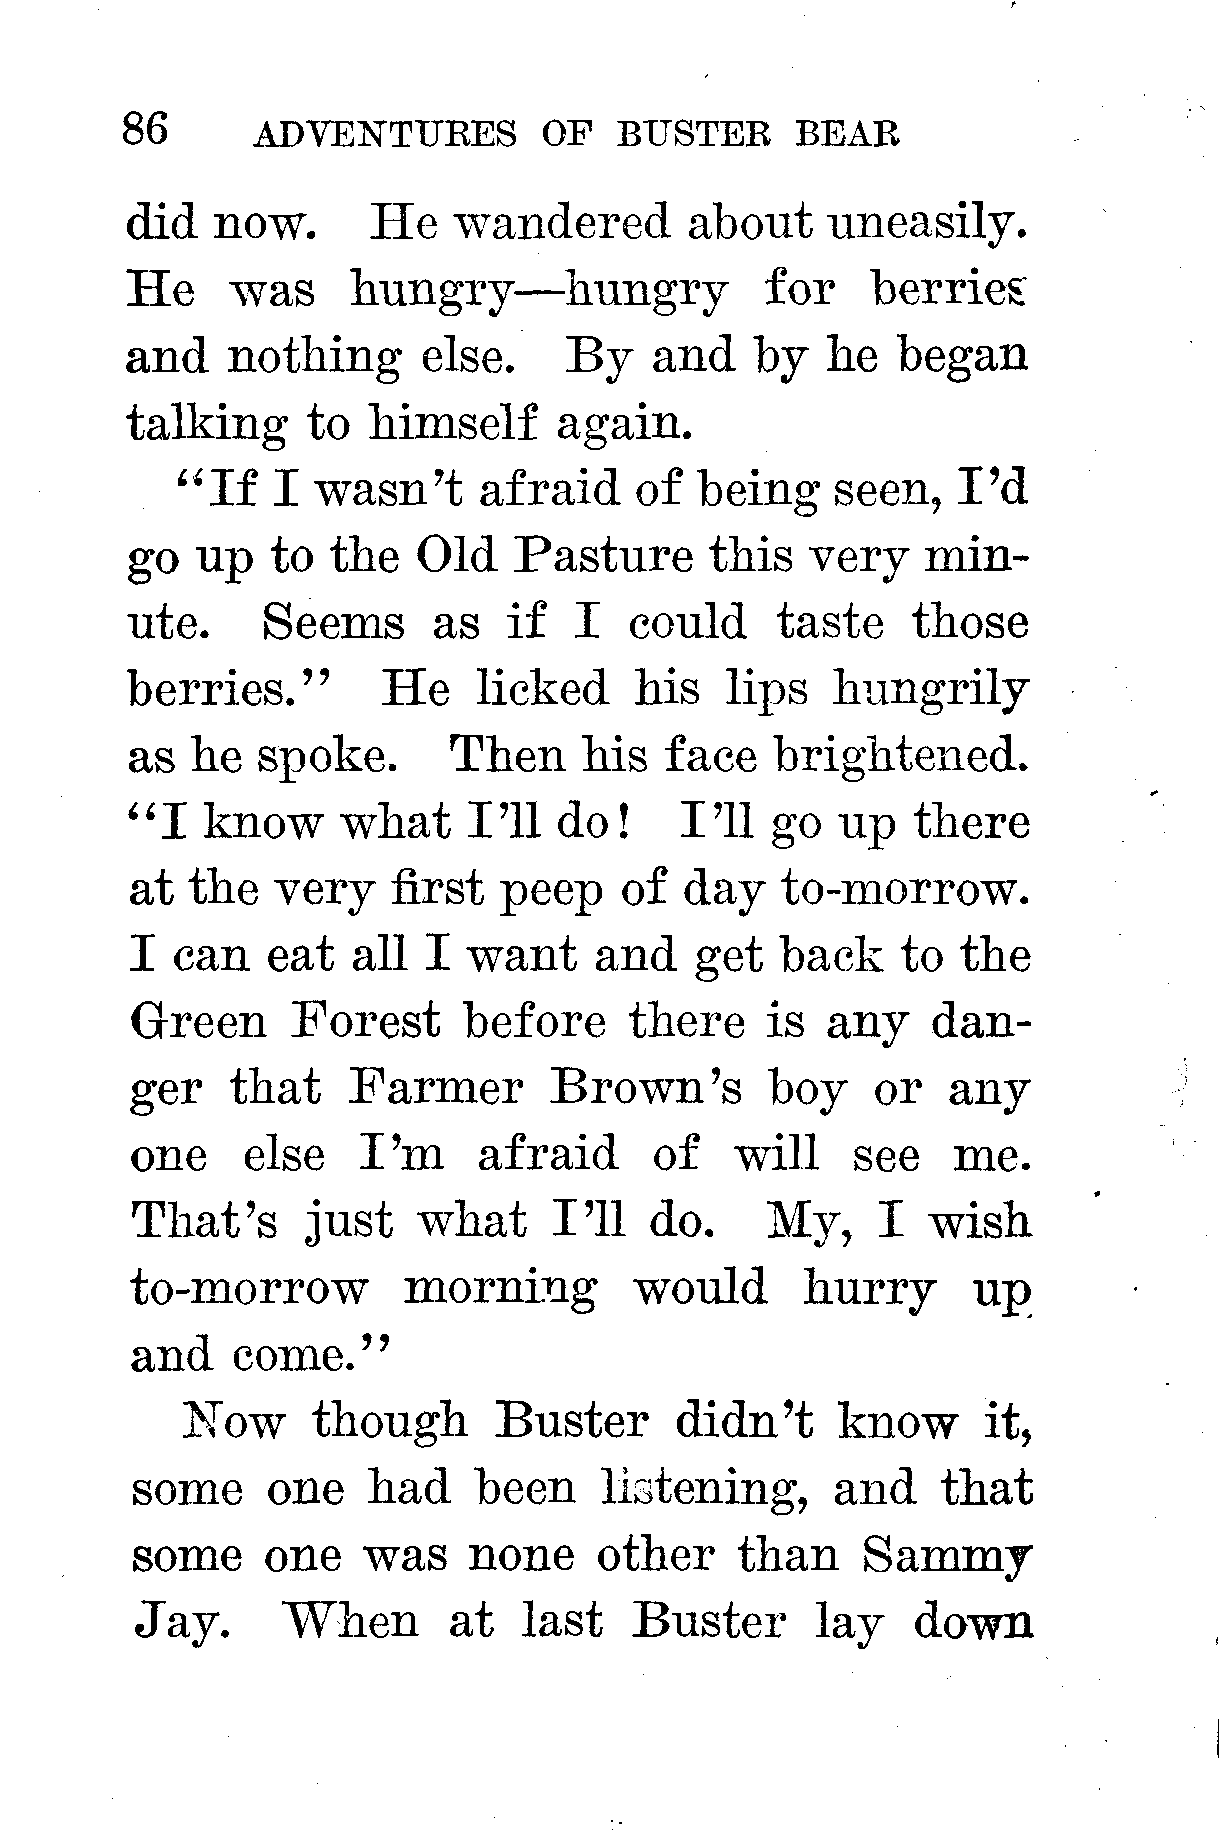 86 ADVENTURES OF BUSTER BEAR
did now. He wandered about uneasily.
He was hungry—hungry for berries
and nothing else. By and by he began
talking to himself again.
“If I wasn’t afraid of being seen, I’d
go up to the Old Pasture this very min-
ute. Seems as if I could taste those
berries.” He licked his lips hungrily
as he spoke. Then his face brightened.
“I know what I’ll do! I’ll go up there
at the very first peep of day to-morrow.
I can eat all I want and get back to the
Green Forest before there is any dan-
ger that Farmer Brown’s boy or any
one else I’m afraid of will see me.
That’s just what I’ll do. My, I wish
to-morrow morning would hurry up
and come.”
Now though Buster didn’t know it,
some one had been listening, and that
some one was none other than Sammy
Jay. When at last Buster lay down